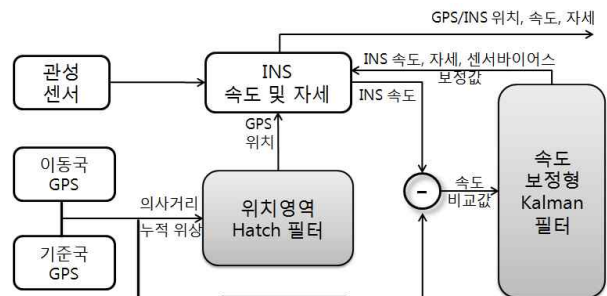 GPS/INS 위치, 속도, 자세
관성
센서
INS
속도 및 자세
INS 속도, 자세, 센서바이어스
보정값
INS 속도
GPS
위치
이동국
GPS
의사거리
누적 위상
위치영역
Hatch 필터
-
속도
비교값
속도
보정형
Kalman
필터
기준국
GPS